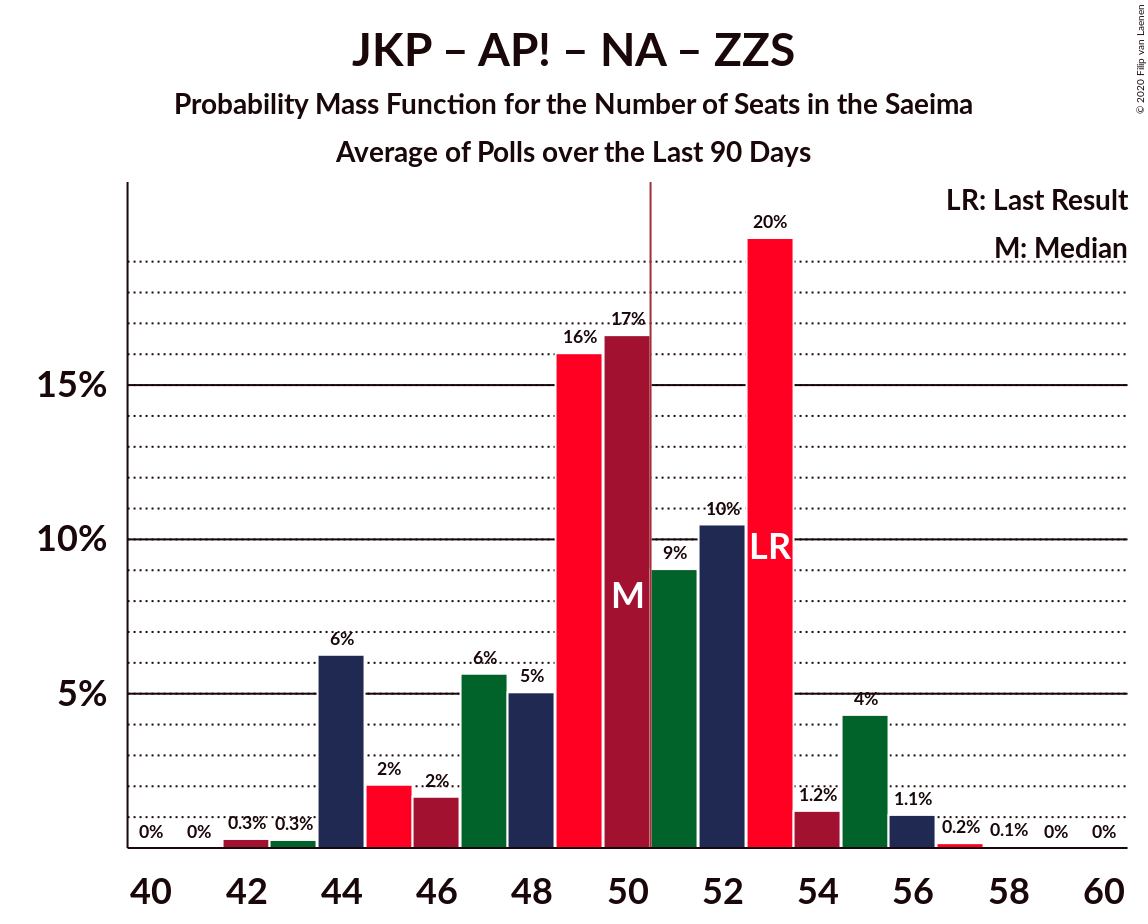 JKP – AP! – NA – ZZS
Probability Mass Function for the Number of Seats in the Saeima
Average of Polls over the Last 90 Days
© 2020 Filip van Laenen
LR: Last Result
M: Median
15%
10%
5%
0%
0%
0.3%
0.3%
6%
2%
2%
6%
5%
16%
17%
9%
10%
20%
1.2%
4%
1.1%
0.2%
0.1%
0%
0%
M
LR
40 42 44 46 48 50 52 54 56 58 60